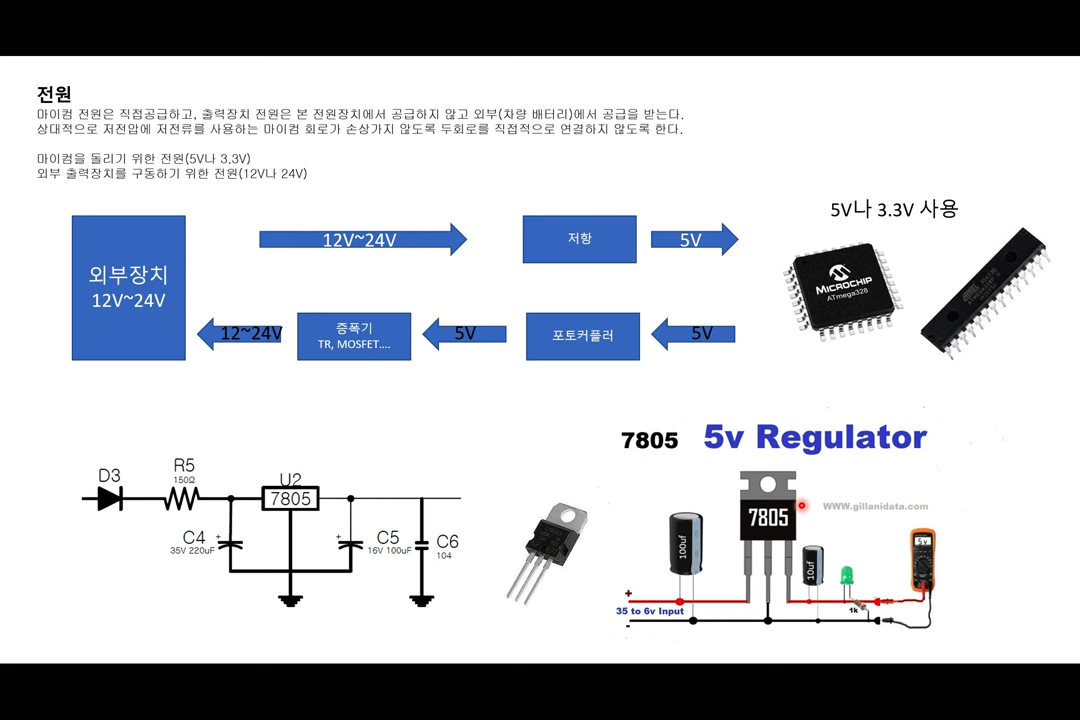 전원
마이컴 전원은 직접공급하고, 출력장치 전원은 본 전원장치에서 공급하지 않고 외부(차량 배터리)에서 공급을 받는다.
상대적으로 저전압에 저전류를 사용하는 마이컴 회로가 손상가지 않도록 두회로를 직접적으로 연결하지 않도록 한다.
마이컴을 돌리기 위한 전원(5V나 3.3V)
외부 출력장치를 구동하기 위한 전원(12V나 24V)
5V나 3.3V 사용
외부장치
12V~24V
12V~24V
저항
5V
MICROCHIP
ATmega328
12~24V
증폭기
TR, MOSFET....
5V
포토커플러
5V
7805 5v Regulator
D3
R5
150Ω
U2
7805
C4
35V 220uF
C5
16V 100uF
C6
104
+
+
7805
WWW.gillanidata.com
100uf
10uf
5v
+
35 to 6v Input
1k
-